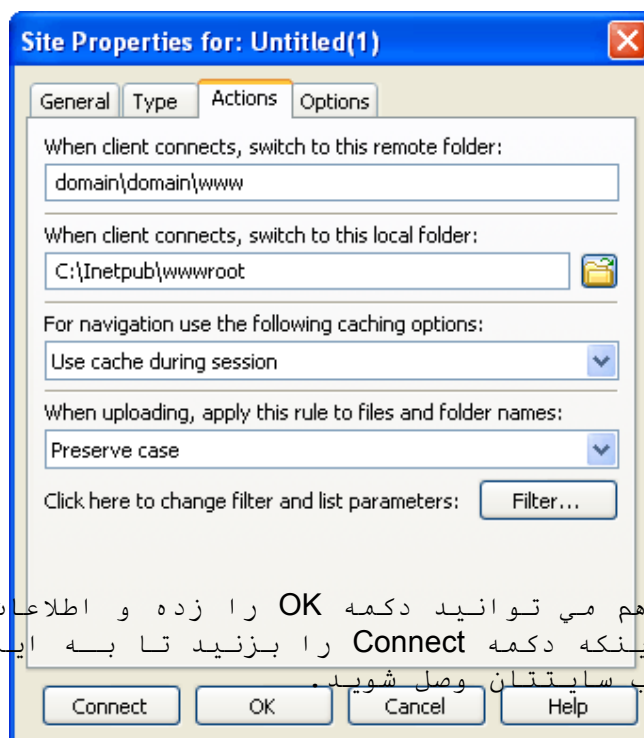 Site Properties for: Untitled(1)
General Type Actions Options
When client connects, switch to this remote folder:
domain\domain\www
When client connects, switch to this local folder:
C:\Inetpub\wwwroot
For navigation use the following caching options:
Use cache during session
When uploading, apply this rule to files and folder names:
Preserve case
Click here to change filter and list parameters: Filter...
هم مي توانيد دكمه OK را زده و
دكمه Connect را بزنيد تا به
سايتتان وصل شويد.
Connect OK Cancel Help